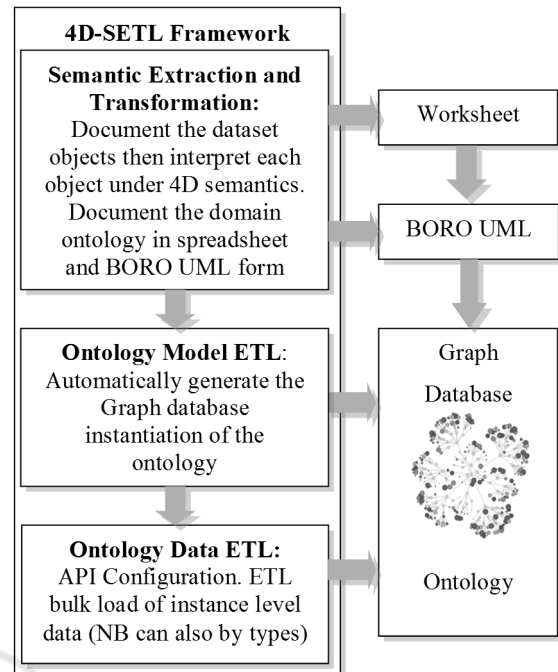 4D-SETL Framework
Semantic Extraction and
Transformation:
Document the dataset
objects then interpret each
object under 4D semantics.
Document the domain
ontology in spreadsheet
and BORO UML form
Worksheet
BORO UML
Ontology Model ETL:
Automatically generate the
Graph database
instantiation of the
ontology
Graph
Database
Ontology
Ontology Data ETL:
API Configuration. ETL
bulk load of instance level
data (NB can also by types)